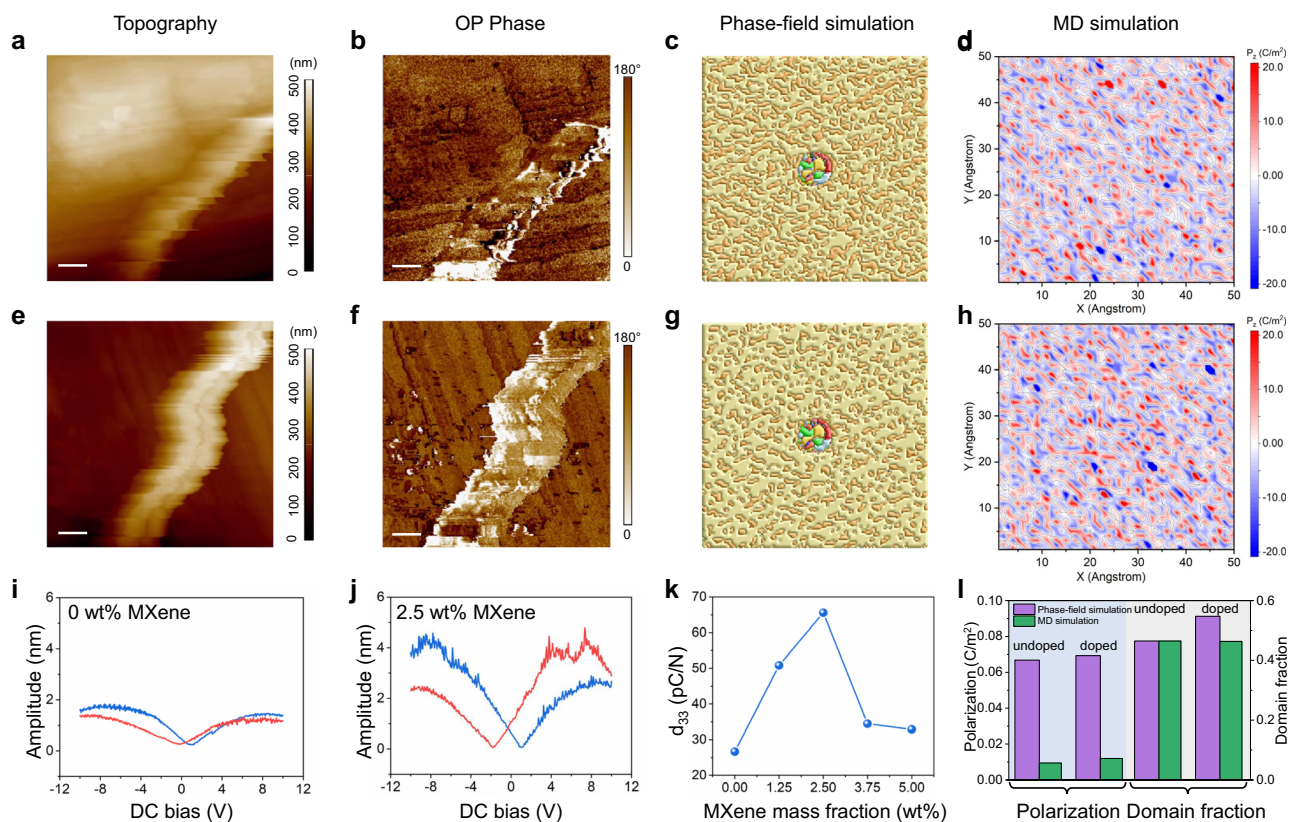 Topography
OP Phase
Phase-field simulation
MD simulation
a
(nm)
500
400
300
200
100
0
b
180°
0
c
d
50
40
30
20
10
Y (Angstrom)
10 20 30 40 50
X (Angstrom)
P_z (C/m²)
20.0
10.0
0.00
-10.0
-20.0
e
(nm)
500
400
300
200
100
0
f
180°
0
g
h
50
40
30
20
10
Y (Angstrom)
10 20 30 40 50
X (Angstrom)
P_z (C/m²)
20.0
10.0
0.00
-10.0
-20.0
i
0 wt% MXene
6
4
2
0
Amplitude (nm)
-12 -8 -4 0 4 8 12
DC bias (V)
j
2.5 wt% MXene
6
4
2
0
Amplitude (nm)
-12 -8 -4 0 4 8 12
DC bias (V)
k
70
60
50
40
30
20
d₃₃ (pC/N)
0.00 1.25 2.50 3.75 5.00
MXene mass fraction (wt%)
l
0.10
0.08
0.06
0.04
0.02
0.00
Polarization (C/m²)
Phase-field simulation
MD simulation
undoped
doped
undoped
doped
0.6
0.4
0.2
0.0
Domain fraction
Polarization Domain fraction